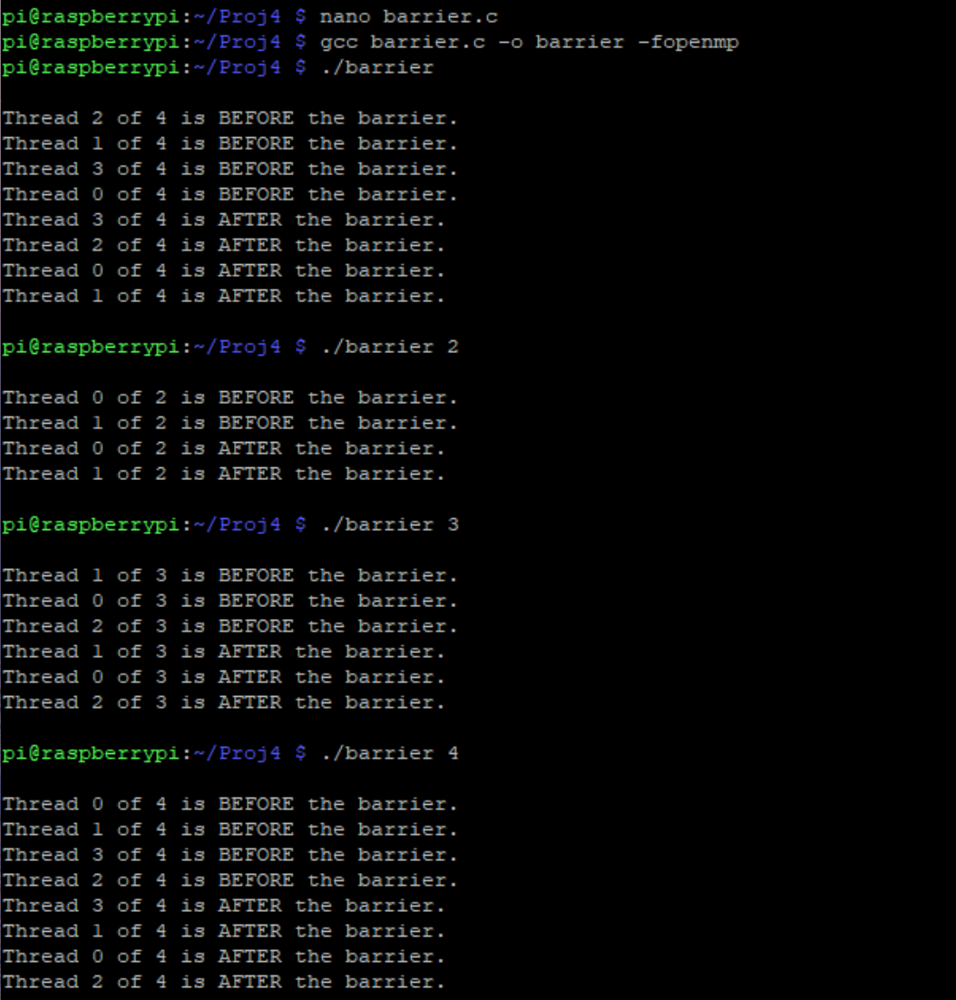 pi@raspberrypi:~/Proj4 $ nano barrier.c
pi@raspberrypi:~/Proj4 $ gcc barrier.c -o barrier -fopenmp
pi@raspberrypi:~/Proj4 $ ./barrier
Thread 2 of 4 is BEFORE the barrier.
Thread 1 of 4 is BEFORE the barrier.
Thread 3 of 4 is BEFORE the barrier.
Thread 0 of 4 is BEFORE the barrier.
Thread 3 of 4 is AFTER the barrier.
Thread 2 of 4 is AFTER the barrier.
Thread 0 of 4 is AFTER the barrier.
Thread 1 of 4 is AFTER the barrier.
pi@raspberrypi:~/Proj4 $ ./barrier 2
Thread 0 of 2 is BEFORE the barrier.
Thread 1 of 2 is BEFORE the barrier.
Thread 0 of 2 is AFTER the barrier.
Thread 1 of 2 is AFTER the barrier.
pi@raspberrypi:~/Proj4 $ ./barrier 3
Thread 1 of 3 is BEFORE the barrier.
Thread 0 of 3 is BEFORE the barrier.
Thread 2 of 3 is BEFORE the barrier.
Thread 1 of 3 is AFTER the barrier.
Thread 0 of 3 is AFTER the barrier.
Thread 2 of 3 is AFTER the barrier.
pi@raspberrypi:~/Proj4 $ ./barrier 4
Thread 0 of 4 is BEFORE the barrier.
Thread 1 of 4 is BEFORE the barrier.
Thread 3 of 4 is BEFORE the barrier.
Thread 2 of 4 is BEFORE the barrier.
Thread 3 of 4 is AFTER the barrier.
Thread 1 of 4 is AFTER the barrier.
Thread 0 of 4 is AFTER the barrier.
Thread 2 of 4 is AFTER the barrier.